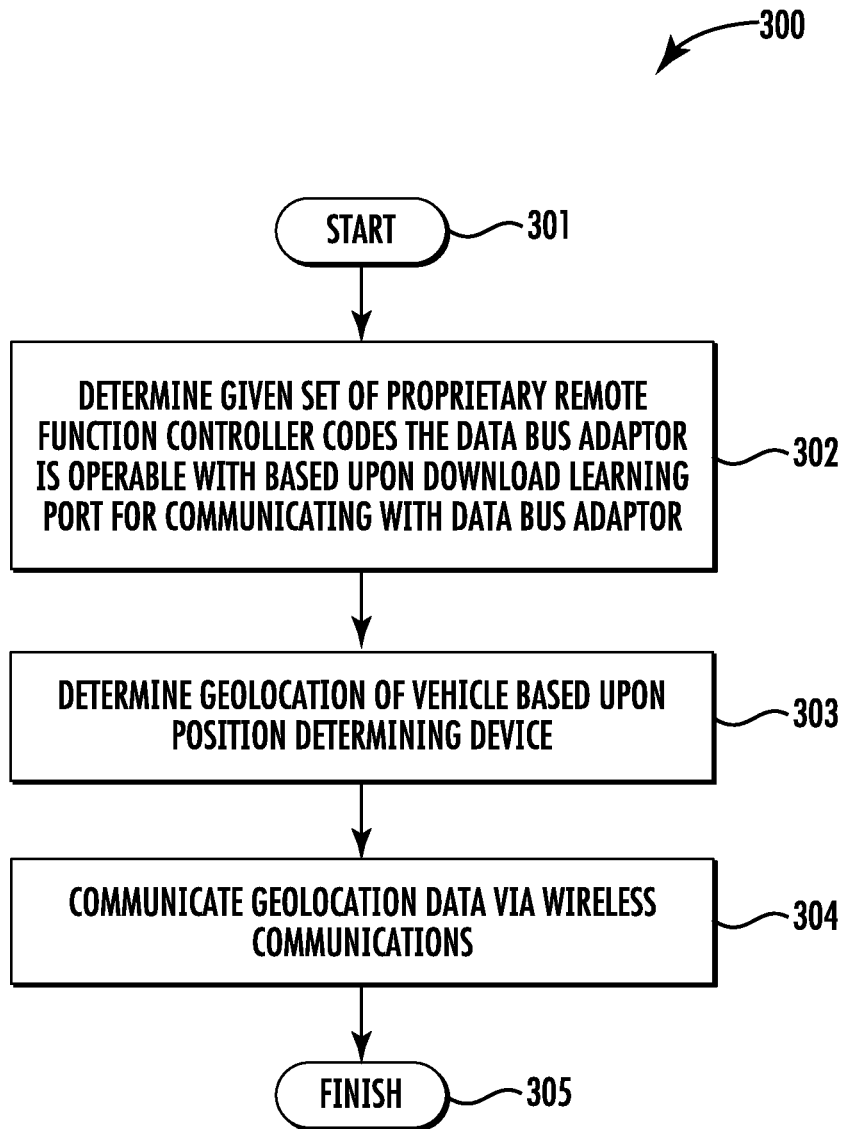 300
START
301
DETERMINE GIVEN SET OF PROPRIETARY REMOTE
FUNCTION CONTROLLER CODES THE DATA BUS ADAPTOR
IS OPERABLE WITH BASED UPON DOWNLOAD LEARNING
PORT FOR COMMUNICATING WITH DATA BUS ADAPTOR
302
DETERMINE GEOLOCATION OF VEHICLE BASED UPON
POSITION DETERMINING DEVICE
303
COMMUNICATE GEOLOCATION DATA VIA WIRELESS
COMMUNICATIONS
304
FINISH
305